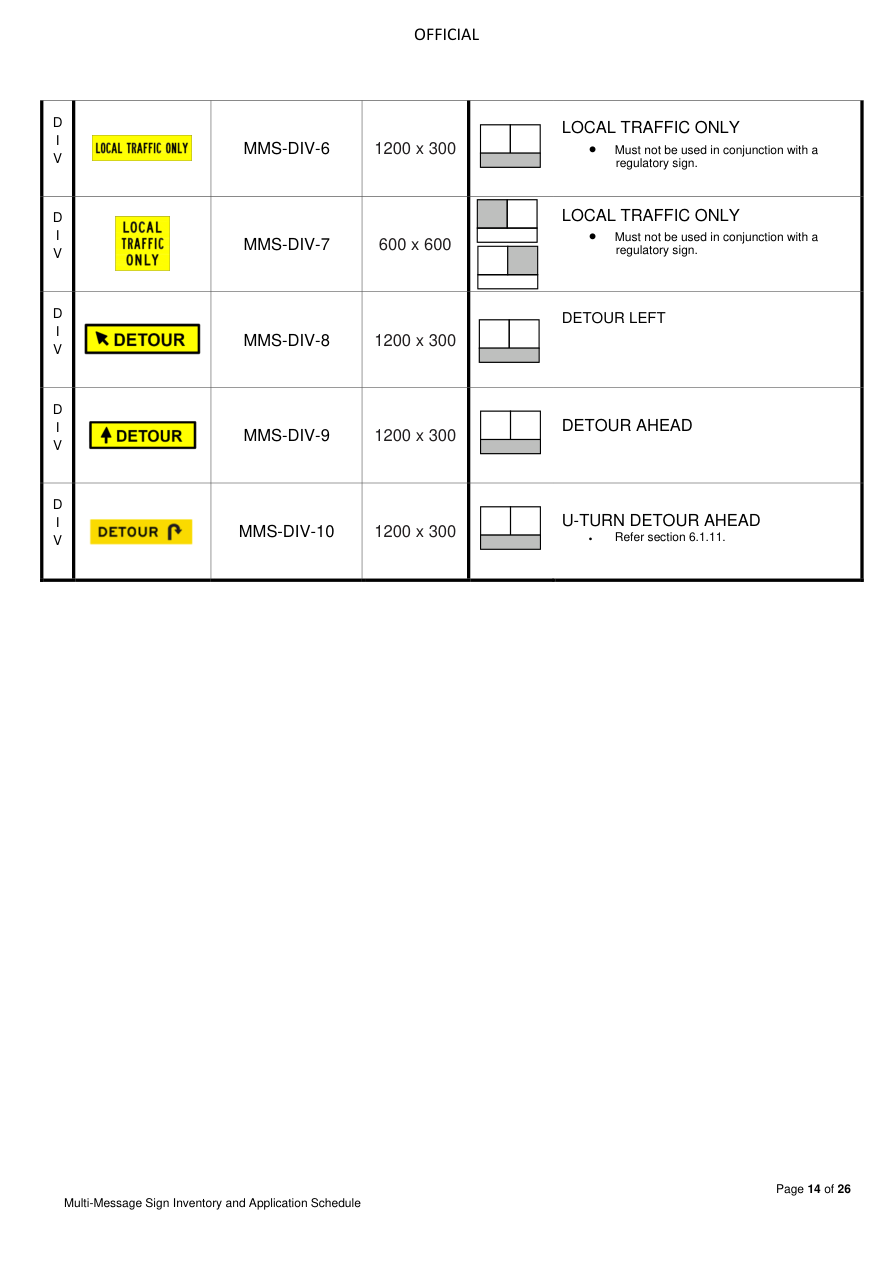 OFFICIAL
D
I
V
LOCAL TRAFFIC ONLY
MMS-DIV-6
1200 x 300
LOCAL TRAFFIC ONLY
• Must not be used in conjunction with a
regulatory sign.
D
I
V
LOCAL
TRAFFIC
ONLY
MMS-DIV-7
600 x 600
LOCAL TRAFFIC ONLY
• Must not be used in conjunction with a
regulatory sign.
D
I
V
DETOUR
MMS-DIV-8
1200 x 300
DETOUR LEFT
D
I
V
DETOUR
MMS-DIV-9
1200 x 300
DETOUR AHEAD
D
I
V
DETOUR
MMS-DIV-10
1200 x 300
U-TURN DETOUR AHEAD
• Refer section 6.1.11.
Page 14 of 26
Multi-Message Sign Inventory and Application Schedule